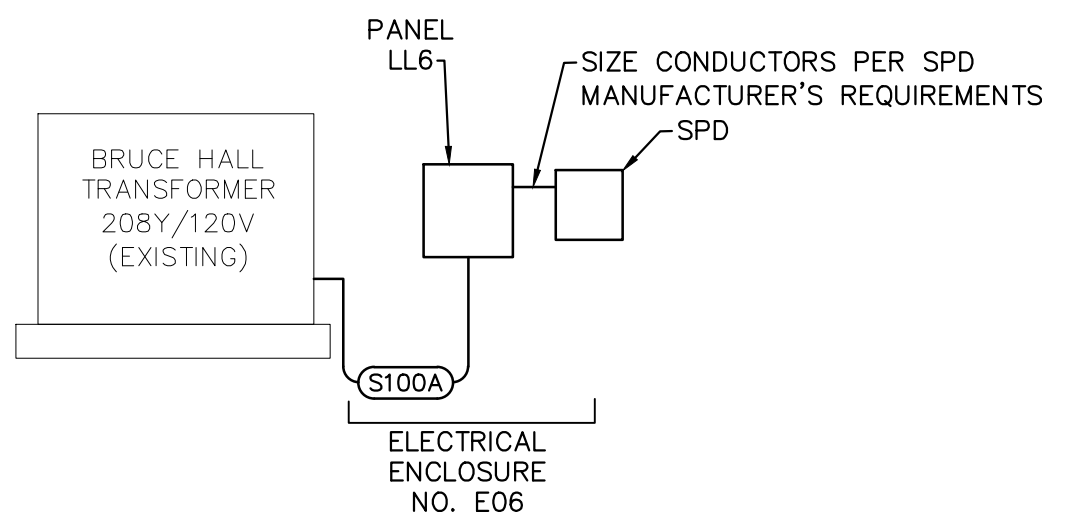 PANEL
LL6
SIZE CONDUCTORS PER SPD
MANUFACTURER'S REQUIREMENTS
SPD
BRUCE HALL
TRANSFORMER
208Y/120V
(EXISTING)
S100A
ELECTRICAL
ENCLOSURE
NO. E06